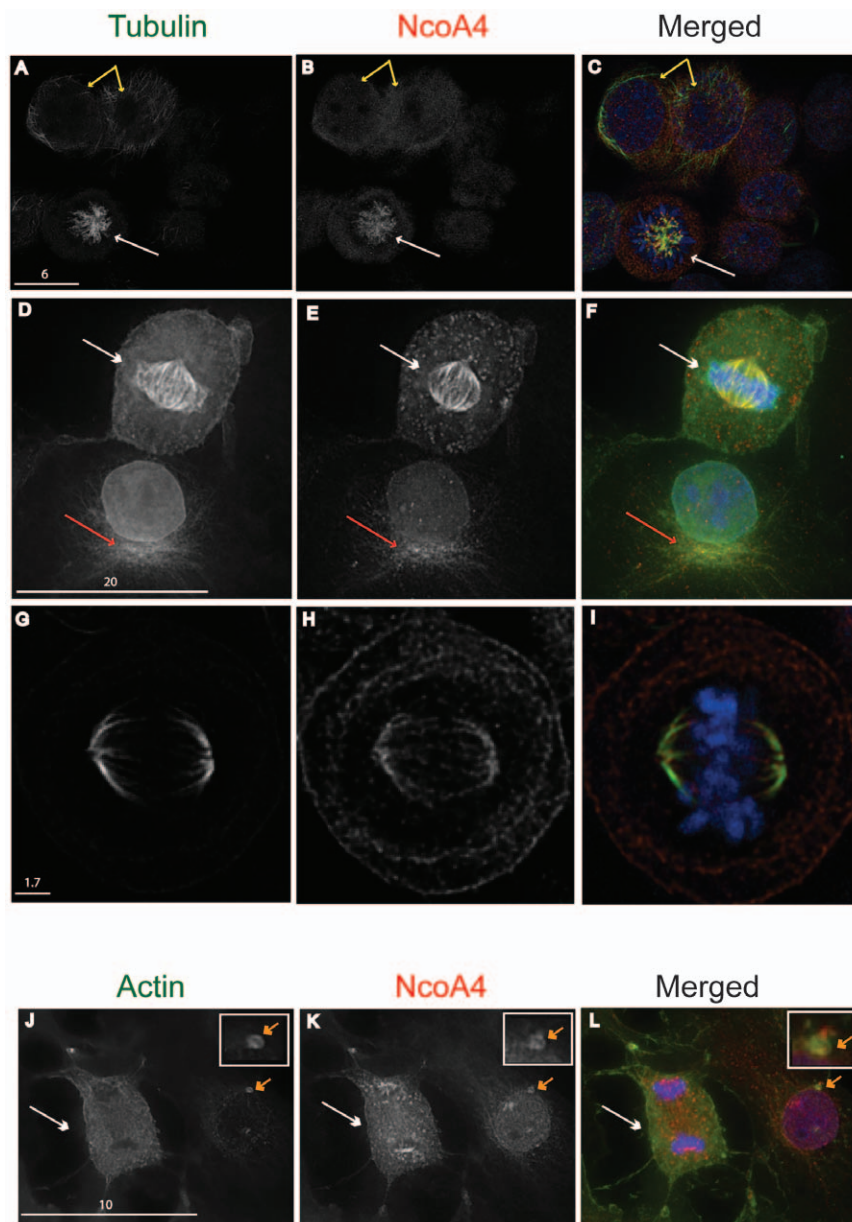 Tubulin NcoA4 Merged
A B C
6
D E F
20
G H I
1.7
Actin NcoA4 Merged
J K L
10